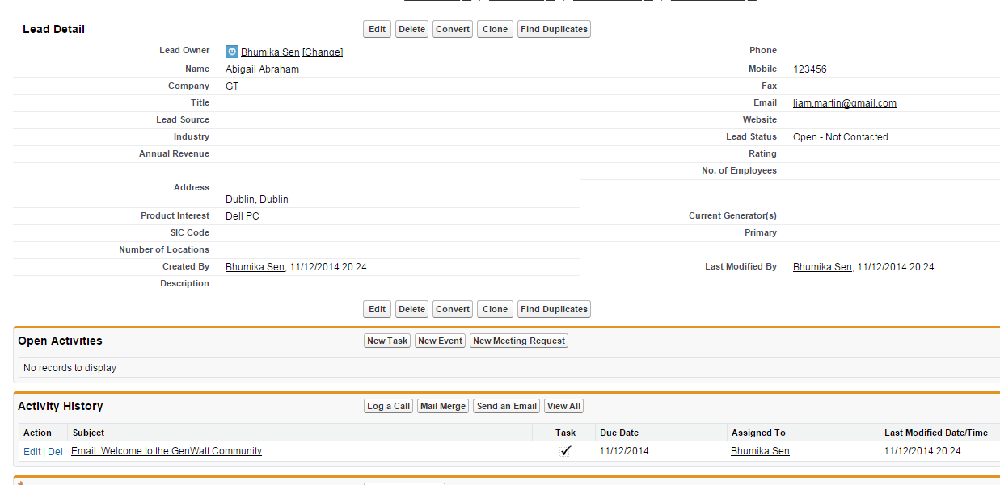 Lead Detail Edit Delete Convert Clone Find Duplicates
Lead Owner Bhumika Sen [Change] Phone
Name Abigail Abraham Mobile 123456
Company GT Fax
Title Email liam.martin@gmail.com
Lead Source Website
Industry Lead Status Open - Not Contacted
Annual Revenue Rating
No. of Employees
Address
Dublin, Dublin
Product Interest Dell PC Current Generator(s)
SIC Code Primary
Number of Locations
Created By Bhumika Sen, 11/12/2014 20:24 Last Modified By Bhumika Sen, 11/12/2014 20:24
Description
Edit Delete Convert Clone Find Duplicates
Open Activities New Task New Event New Meeting Request
No records to display
Activity History Log a Call Mail Merge Send an Email View All
Action Subject Task Due Date Assigned To Last Modified Date/Time
Edit | Del Email: Welcome to the GenWatt Community ✓ 11/12/2014 Bhumika Sen 11/12/2014 20:24